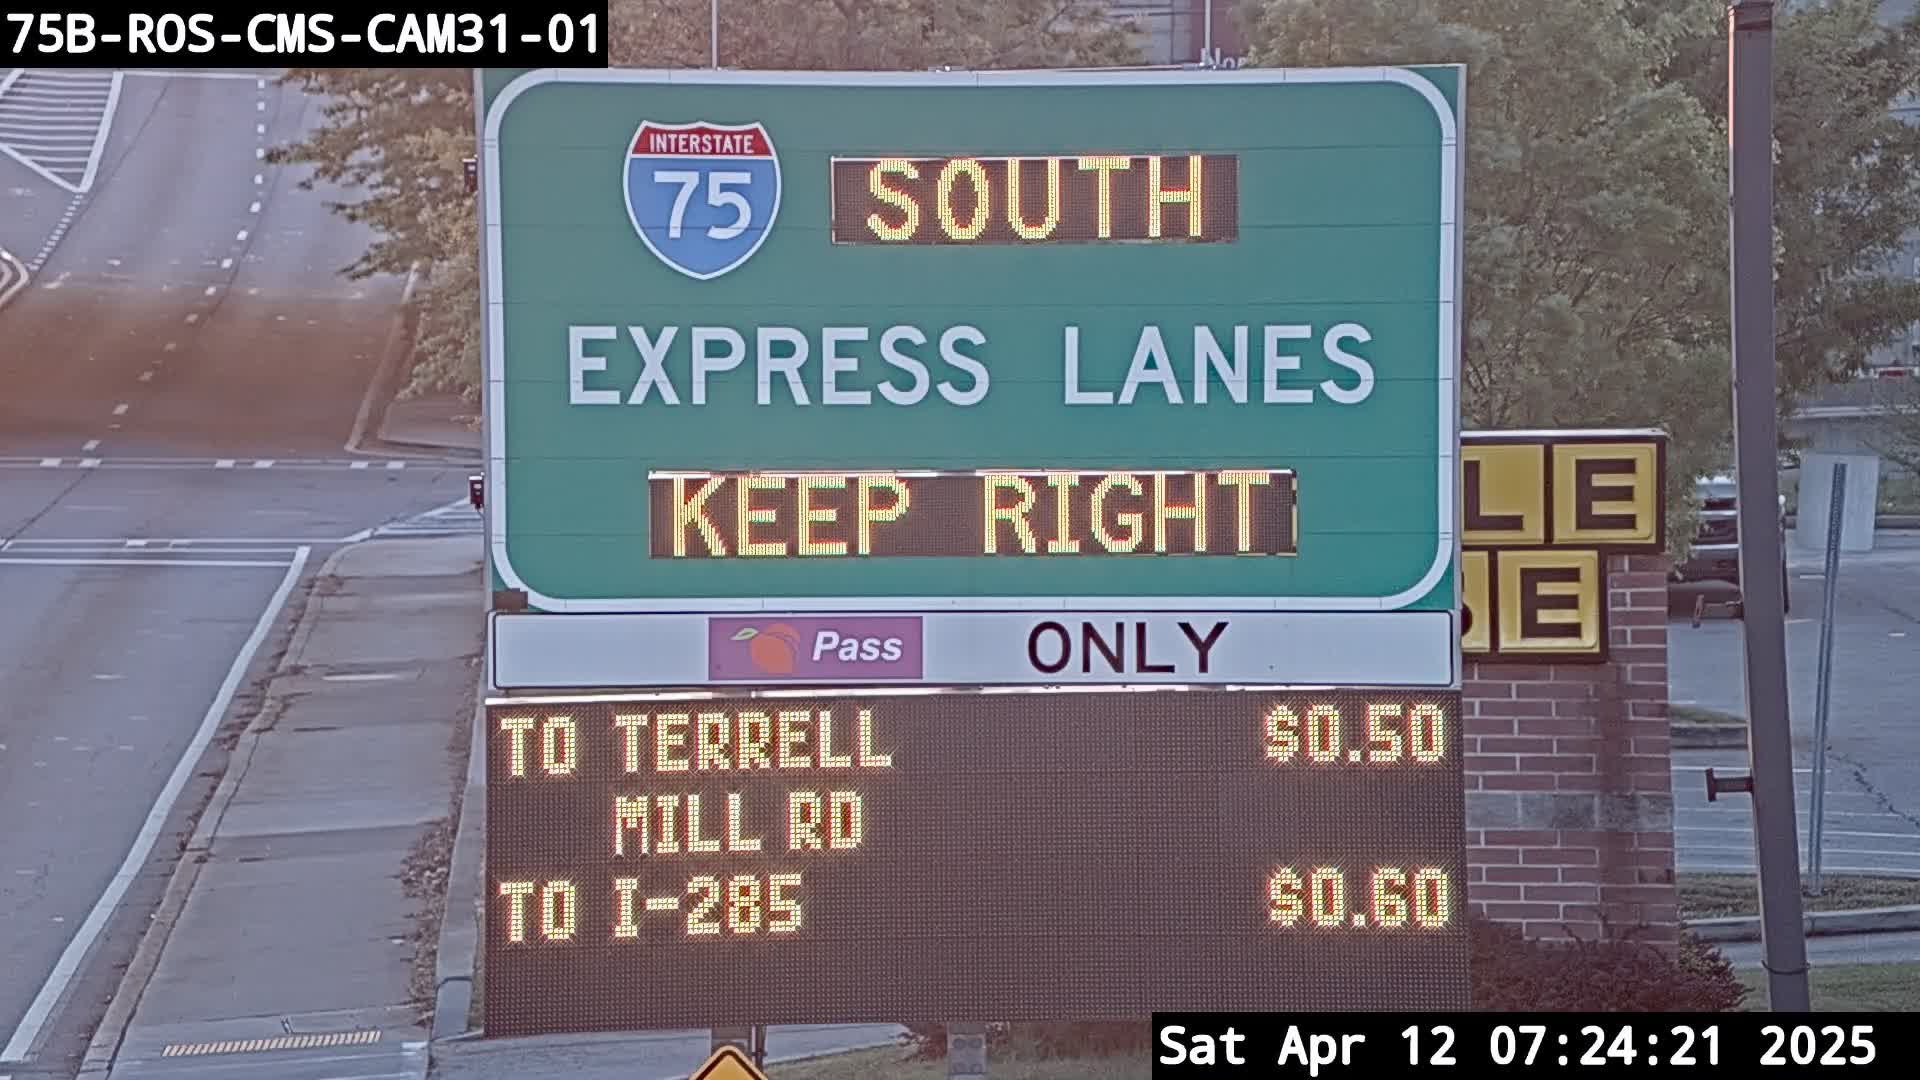 75B-ROS-CMS-CAM31-01
INTERSTATE
75
SOUTH
EXPRESS LANES
KEEP RIGHT
Pass ONLY
TO TERRELL $0.50
MILL RD
TO I-285 $0.60
Sat Apr 12 07:24:21 2025